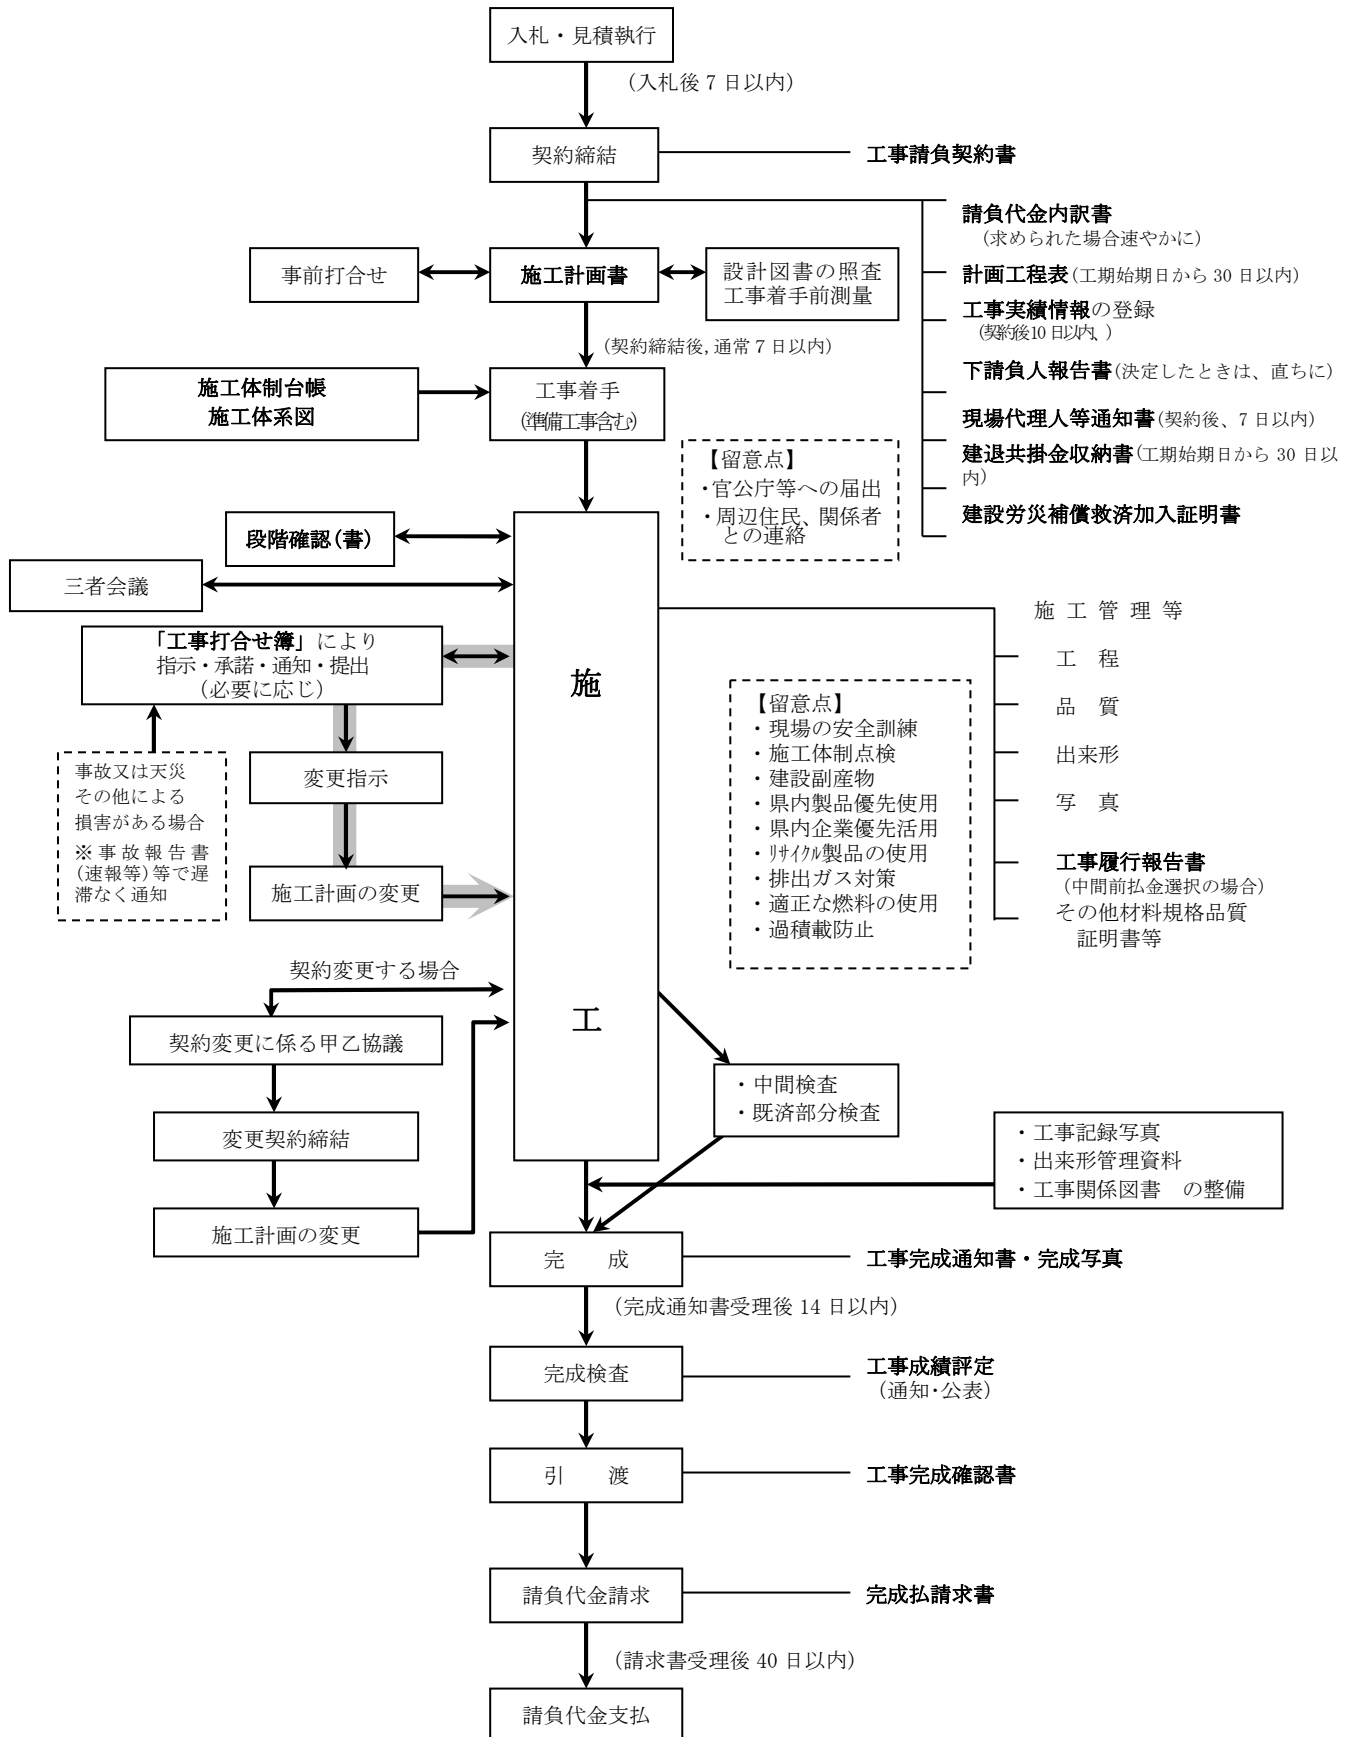 入札・見積執行
(入札後 7 日以内)
契約締結
工事請負契約書
請負代金内訳書
(求められた場合速やかに)
事前打合せ
施工計画書
設計図書の照査
工事着手前測量
計画工程表(工期始期日から 30 日以内)
工事実績情報の登録
(契約後10日以内、)
(契約締結後,通常 7 日以内)
下請負人報告書(決定したときは、直ちに)
施工体制台帳
施工体系図
工事着手
(準備工事含む)
現場代理人等通知書(契約後、7 日以内)
建退共掛金収納書(工期始期日から 30 日以
内)
建設労災補償救済加入証明書
【留意点】
・官公庁等への届出
・周辺住民、関係者
との連絡
段階確認(書)
三者会議
「工事打合せ簿」により
指示・承諾・通知・提出
(必要に応じ)
事故又は天災
その他による
損害がある場合
※事故報告書
(速報等)等で遅
滞なく通知
変更指示
施工計画の変更
施
工
施工管理等
工 程
品 質
出来形
写 真
工事履行報告書
(中間前払金選択の場合)
その他材料規格品質
証明書等
【留意点】
・現場の安全訓練
・施工体制点検
・建設副産物
・県内製品優先使用
・県内企業優先活用
・ﾘｻｲｸﾙ製品の使用
・排出ガス対策
・適正な燃料の使用
・過積載防止
契約変更する場合
契約変更に係る甲乙協議
変更契約締結
施工計画の変更
・中間検査
・既済部分検査
・工事記録写真
・出来形管理資料
・工事関係図書 の整備
完 成
工事完成通知書・完成写真
(完成通知書受理後 14 日以内)
完成検査
工事成績評定
(通知・公表)
引 渡
工事完成確認書
請負代金請求
完成払請求書
(請求書受理後 40 日以内)
請負代金支払